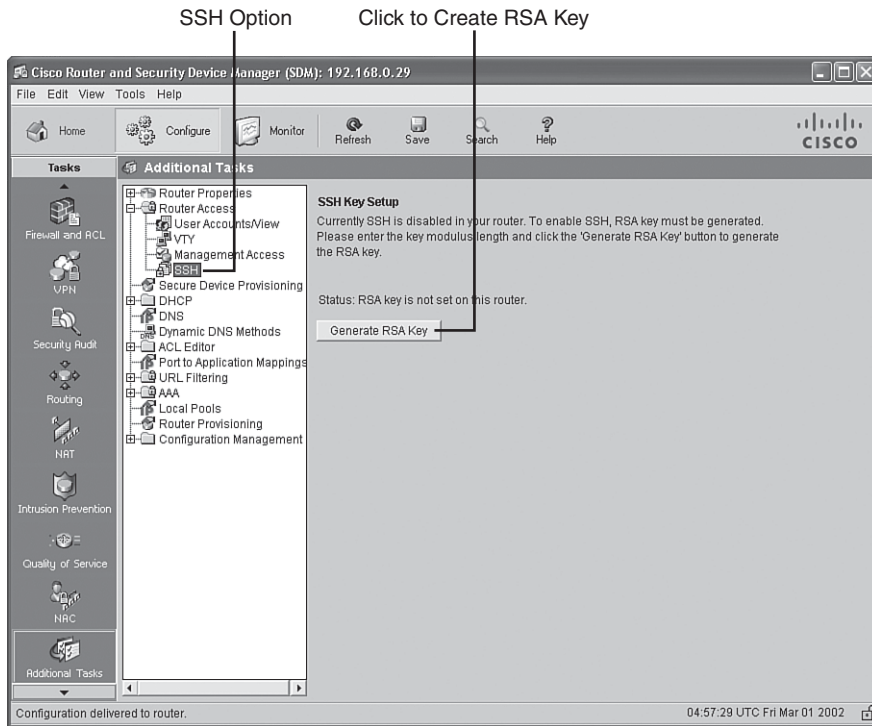 SSH Option
Click to Create RSA Key
Cisco Router and Security Device Manager (SDM): 192.168.0.29
File Edit View Tools Help
Home
Configure
Monitor
Refresh
Save
Search
Help
CISCO
Tasks
Additional Tasks
Firewall and ACL
VPN
Security Audit
Routing
NAT
Intrusion Prevention
Quality of Service
NAC
Additional Tasks
Router Properties
Router Access
User Accounts/View
VTY
Management Access
SSH
Secure Device Provisioning
DHCP
DNS
Dynamic DNS Methods
ACL Editor
Port to Application Mappings
URL Filtering
AAA
Local Pools
Router Provisioning
Configuration Management
SSH Key Setup
Currently SSH is disabled in your router. To enable SSH, RSA key must be generated.
Please enter the key modulus length and click the 'Generate RSA Key' button to generate
the RSA key.
Status: RSA key is not set on this router.
Generate RSA Key
Configuration delivered to router.
04:57:29 UTC Fri Mar 01 2002